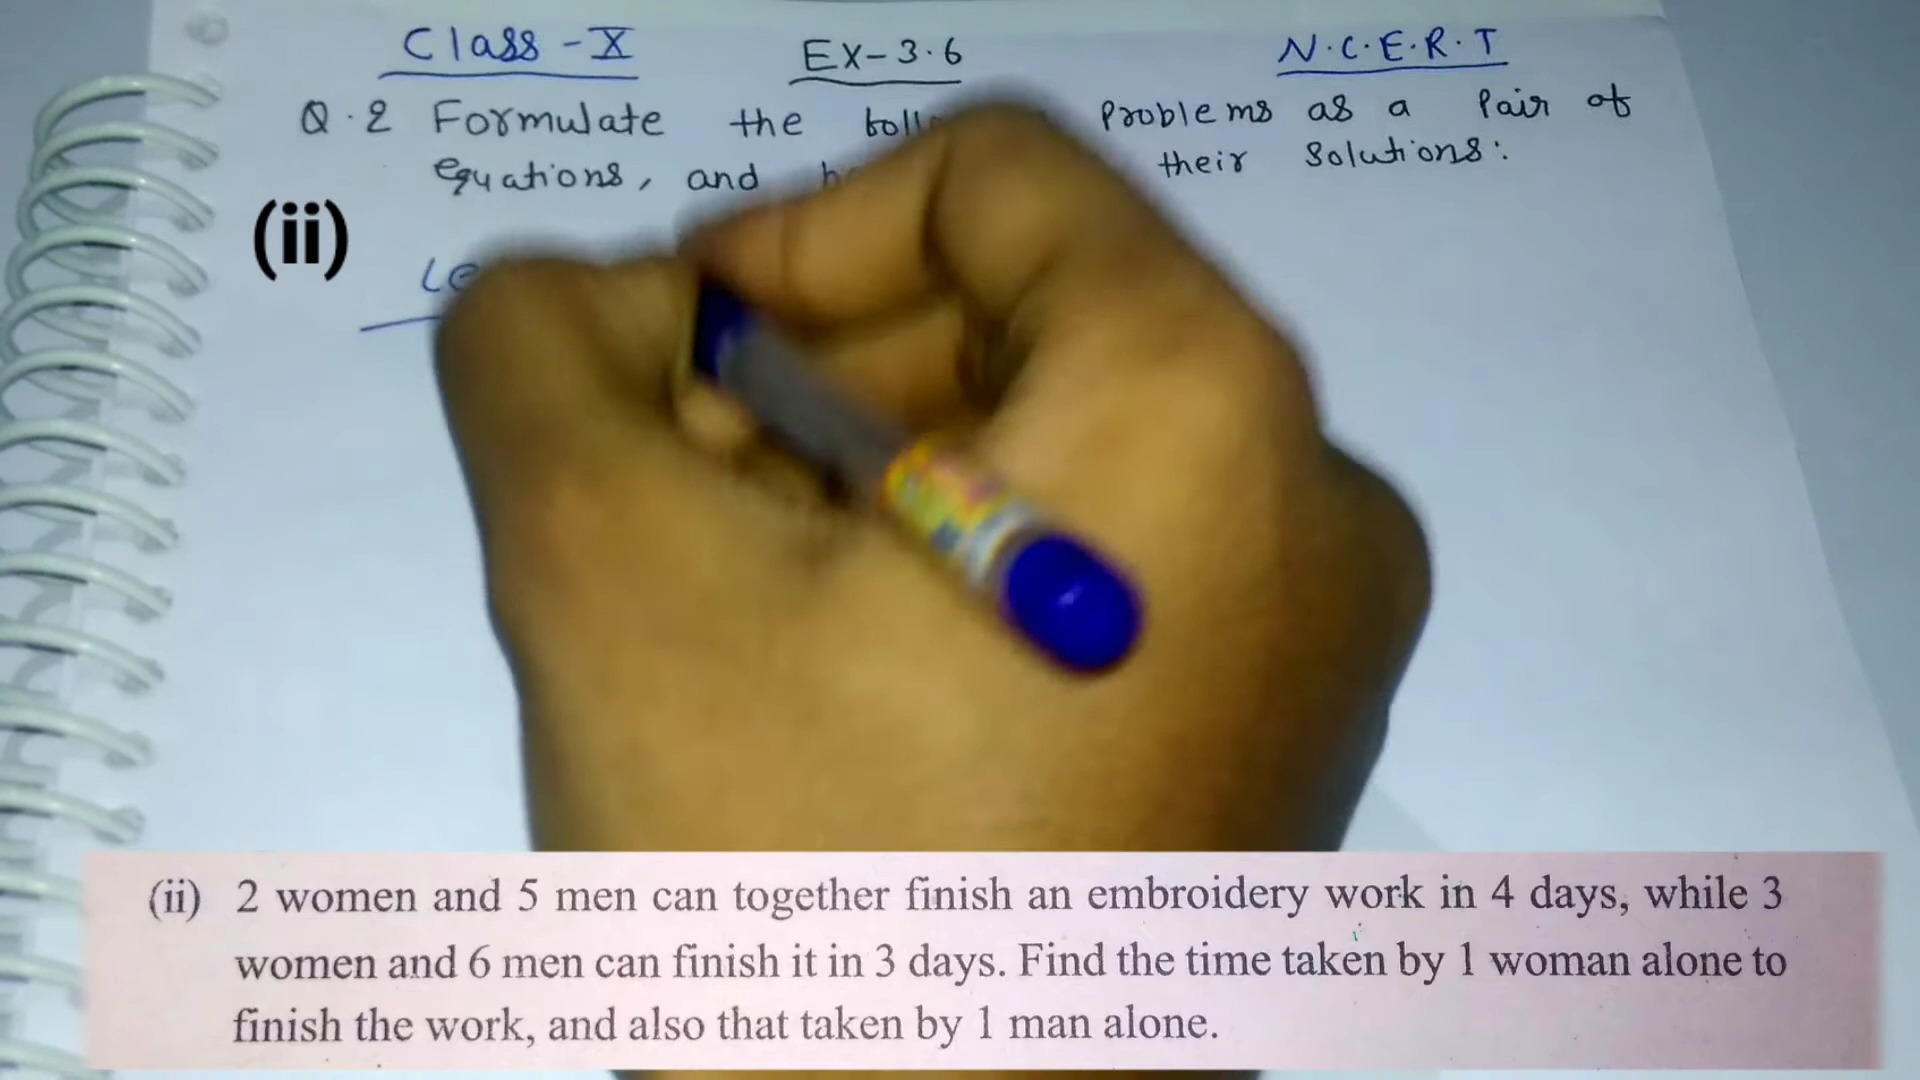 Class - X Ex-3.6 N.C.E.R.T
Q.2 Formulate the Problems as a Pair of
equations, and their Solutions:
(ii)
(ii) 2 women and 5 men can together finish an embroidery work in 4 days, while 3
women and 6 men can finish it in 3 days. Find the time taken by 1 woman alone to
finish the work, and also that taken by 1 man alone.